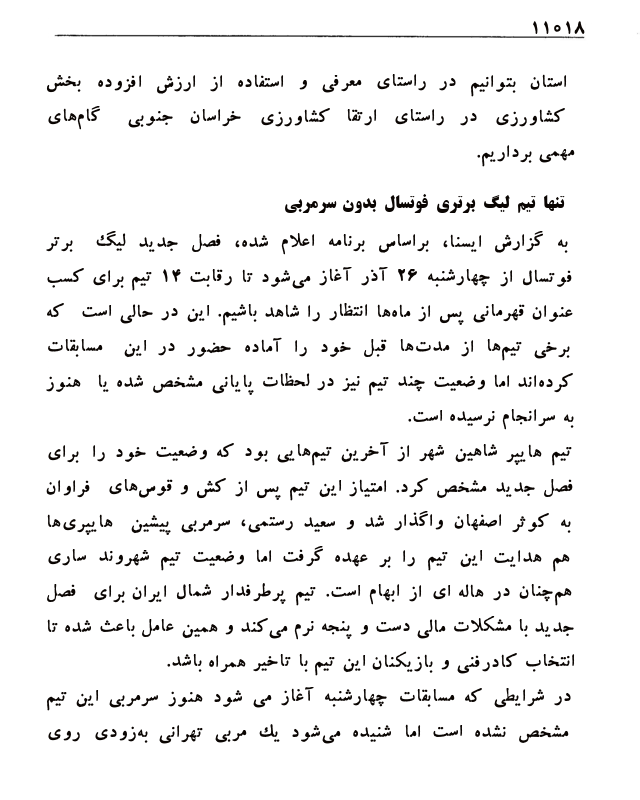 ۱۱۰۱۸
استان بتوانیم در راستای معرفی و استفاده از ارزش افزوده بخش
کشاورزی در راستای ارتقا کشاورزی خراسان جنوبی گام‌های
مهمی برداریم.
تنها تیم لیگ برتری فوتسال بدون سرمربی
به گزارش ایسنا، براساس برنامه اعلام شده، فصل جدید لیگ برتر
فوتسال از چهارشنبه ۲۶ آذر آغاز می‌شود تا رقابت ۱۴ تیم برای کسب
عنوان قهرمانی پس از ماه‌ها انتظار را شاهد باشیم. این در حالی است که
برخی تیم‌ها از مدت‌ها قبل خود را آماده حضور در این مسابقات
کرده‌اند اما وضعیت چند تیم نیز در لحظات پایانی مشخص شده یا هنوز
به سرانجام نرسیده است.
تیم هایپر شاهین شهر از آخرین تیم‌هایی بود که وضعیت خود را برای
فصل جدید مشخص کرد. امتیاز این تیم پس از کش و قوس‌های فراوان
به کوثر اصفهان واگذار شد و سعید رستمی، سرمربی پیشین هایپری‌ها
هم هدایت این تیم را بر عهده گرفت اما وضعیت تیم شهروند ساری
هم‌چنان در هاله ای از ابهام است. تیم پرطرفدار شمال ایران برای فصل
جدید با مشکلات مالی دست و پنجه نرم می‌کند و همین عامل باعث شده تا
انتخاب کادرفنی و بازیکنان این تیم با تاخیر همراه باشد.
در شرایطی که مسابقات چهارشنبه آغاز می شود هنوز سرمربی این تیم
مشخص نشده است اما شنیده می‌شود یك مربی تهرانی به‌زودی روی